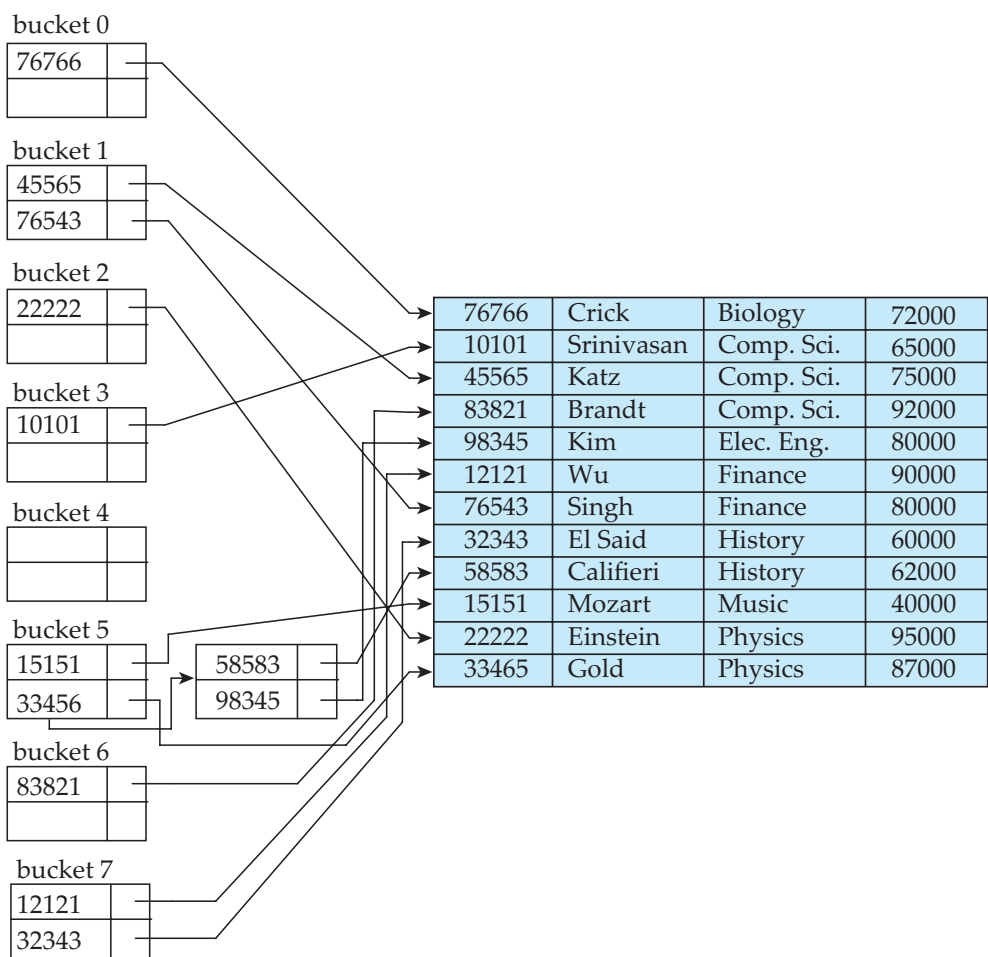 bucket 0
76766
bucket 1
45565
76543
bucket 2
22222
bucket 3
10101
bucket 4
bucket 5
15151
33456
58583
98345
bucket 6
83821
bucket 7
12121
32343
76766 Crick Biology 72000
10101 Srinivasan Comp. Sci. 65000
45565 Katz Comp. Sci. 75000
83821 Brandt Comp. Sci. 92000
98345 Kim Elec. Eng. 80000
12121 Wu Finance 90000
76543 Singh Finance 80000
32343 El Said History 60000
58583 Califieri History 62000
15151 Mozart Music 40000
22222 Einstein Physics 95000
33465 Gold Physics 87000